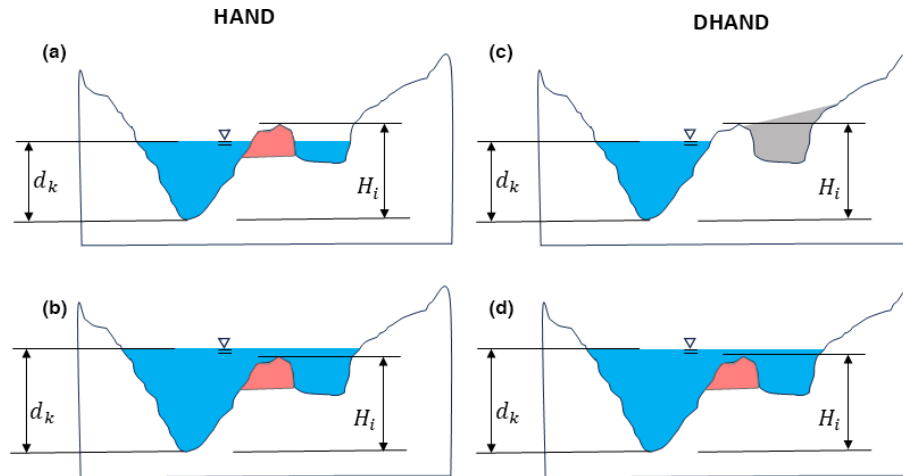 HAND
DHAND
(a)
d_k
H_i
(c)
d_k
H_i
(b)
d_k
H_i
(d)
d_k
H_i